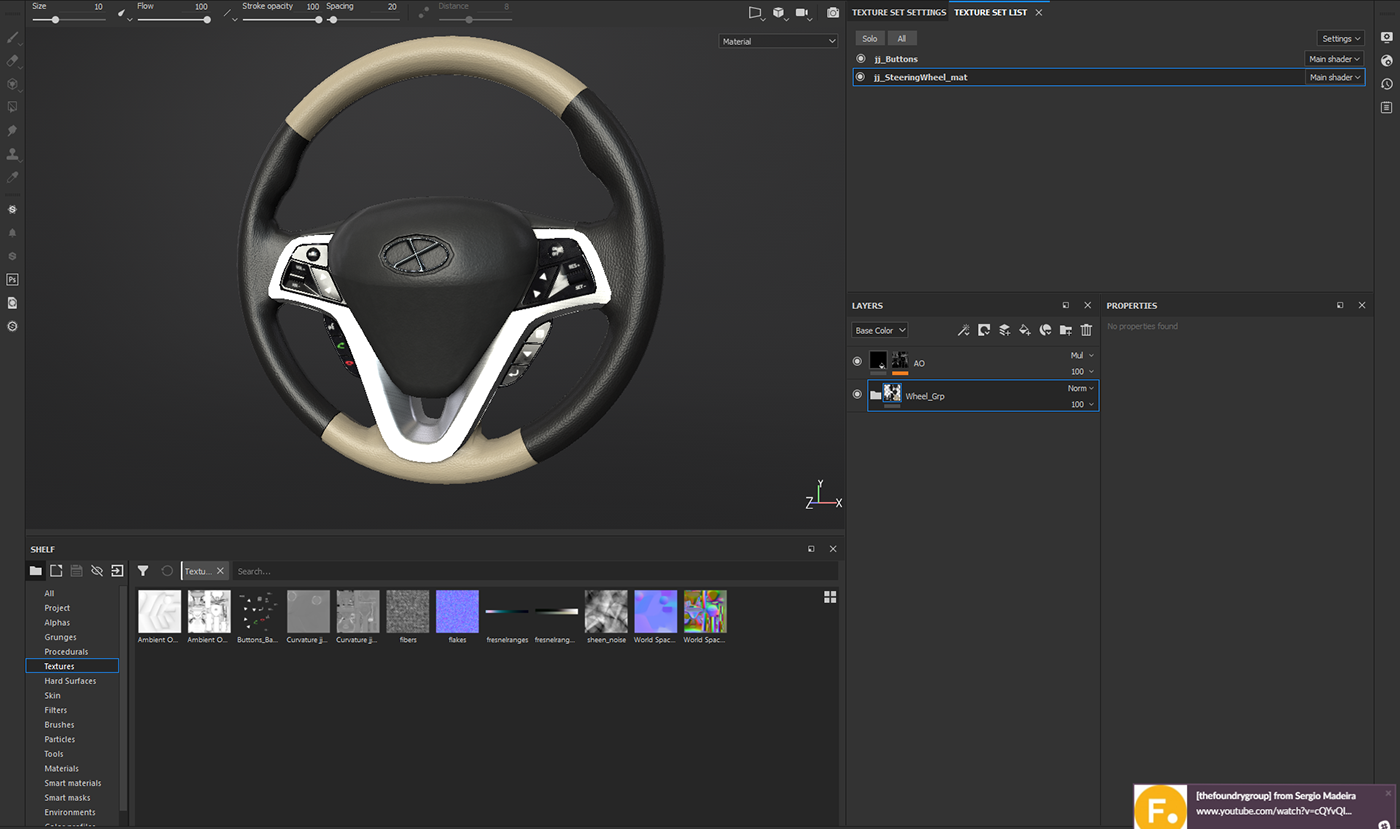 Size 10 Flow 100 Stroke opacity 100 Spacing 20 Distance 8
Material
TEXTURE SET SETTINGS TEXTURE SET LIST
Solo All Settings
jj_Buttons Main shader
jj_SteeringWheel_mat Main shader
LAYERS
Base Color
AO Mul 100
Wheel_Grp Norm 100
PROPERTIES
No properties found
Y
Z X
SHELF
Textu... Search...
All
Project
Alphas
Grunges
Procedurals
Textures
Hard Surfaces
Skin
Filters
Brushes
Particles
Tools
Materials
Smart materials
Smart masks
Environments
Color profiles
Ambient O... Ambient O... Buttons_Ba... Curvature jj... Curvature jj... fibers flakes fresnelranges fresnelrang... sheen_noise World Spac... World Spac...
Ps
F.
[thefoundrygroup] from Sergio Madeira
www.youtube.com/watch?v=cQYvQl...